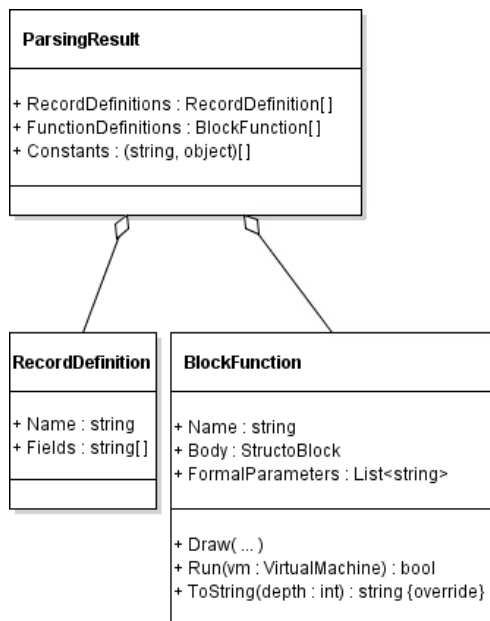 ParsingResult
+ RecordDefinitions : RecordDefinition[]
+ FunctionDefinitions : BlockFunction[]
+ Constants : (string, object)[]
RecordDefinition
+ Name : string
+ Fields : string[]
BlockFunction
+ Name : string
+ Body : StructoBlock
+ FormalParameters : List<string>
+ Draw( ... )
+ Run(vm : VirtualMachine) : bool
+ ToString(depth : int) : string {override}